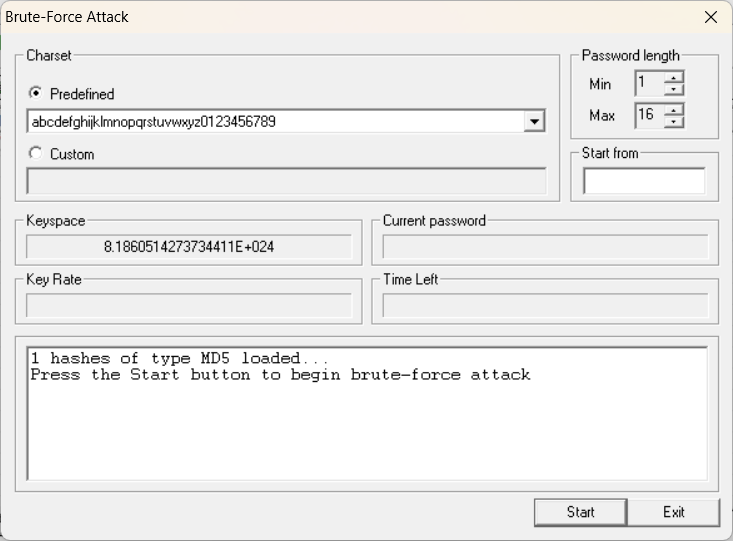 Brute-Force Attack
Charset
Predefined
abcdefghijklmnopqrstuvwxyz0123456789
Custom
Password length
Min 1
Max 16
Start from
Keyspace
8.1860514273734411E+024
Current password
Key Rate
Time Left
1 hashes of type MD5 loaded...
Press the Start button to begin brute-force attack
Start
Exit